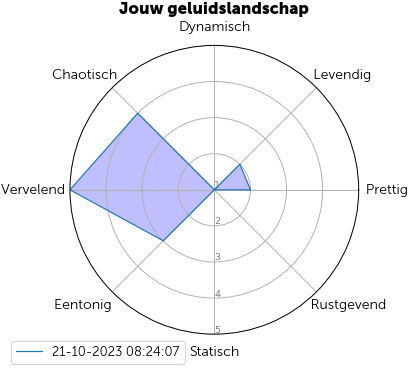 Jouw geluidslandschap
Dynamisch
Chaotisch
Levendig
Vervelend
Prettig
1
2
3
4
5
Eentonig
Rustgevend
Statisch
21-10-2023 08:24:07